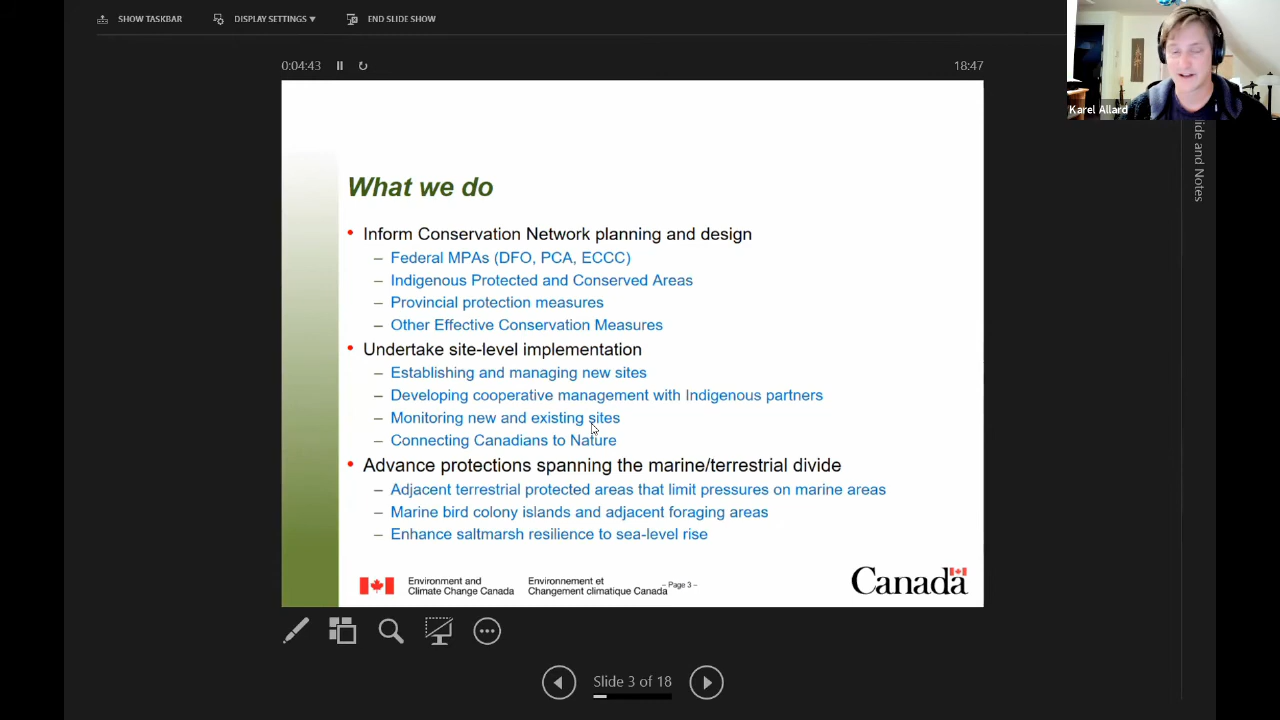 SHOW TASKBAR
DISPLAY SETTINGS ▼
END SLIDE SHOW
0:04:43
18:47
Karel Allard
lide and Notes
What we do
• Inform Conservation Network planning and design
– Federal MPAs (DFO, PCA, ECCC)
– Indigenous Protected and Conserved Areas
– Provincial protection measures
– Other Effective Conservation Measures
• Undertake site-level implementation
– Establishing and managing new sites
– Developing cooperative management with Indigenous partners
– Monitoring new and existing sites
– Connecting Canadians to Nature
• Advance protections spanning the marine/terrestrial divide
– Adjacent terrestrial protected areas that limit pressures on marine areas
– Marine bird colony islands and adjacent foraging areas
– Enhance saltmarsh resilience to sea-level rise
Environment and
Climate Change Canada
Environnement et
Changement climatique Canada
– Page 3 –
Canada
Slide 3 of 18